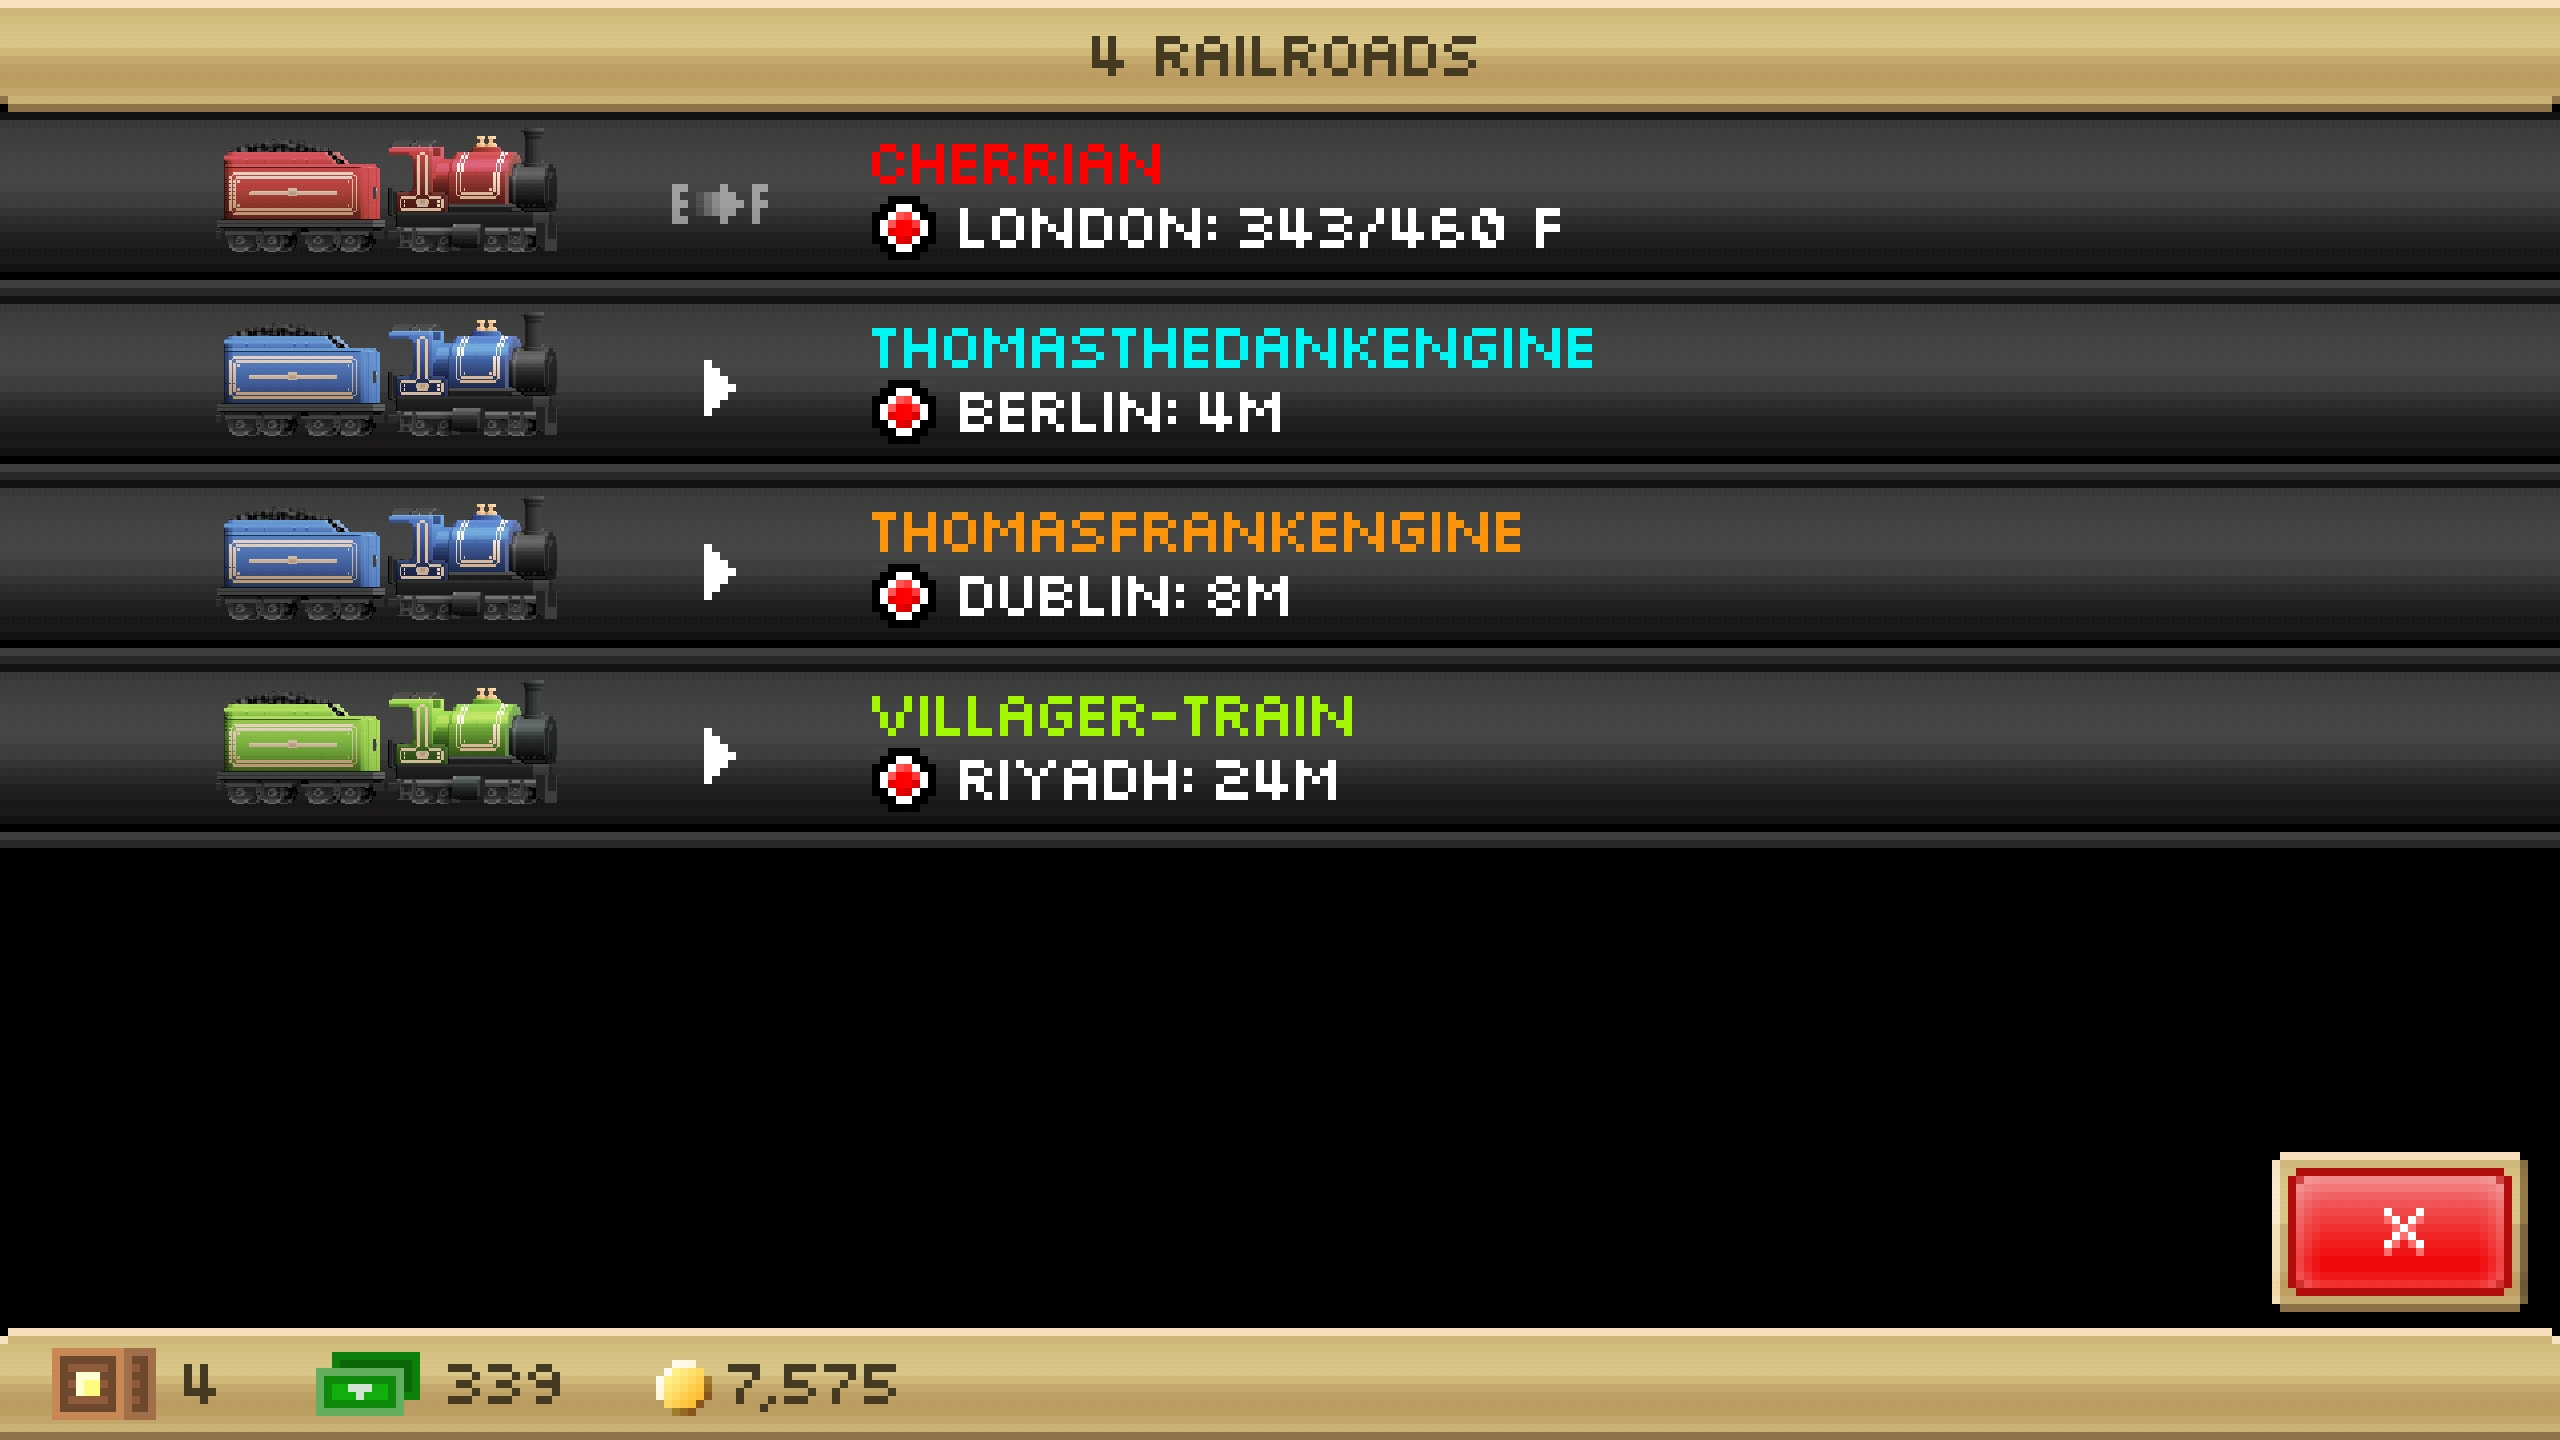 4 RAILROADS
CHERRIAN
E F
LONDON: 343/460 F
THOMASTHEDANKENGINE
BERLIN: 4M
THOMASFRANKENGINE
DUBLIN: 8M
VILLAGER-TRAIN
RIYADH: 24M
X
4 339 7,575